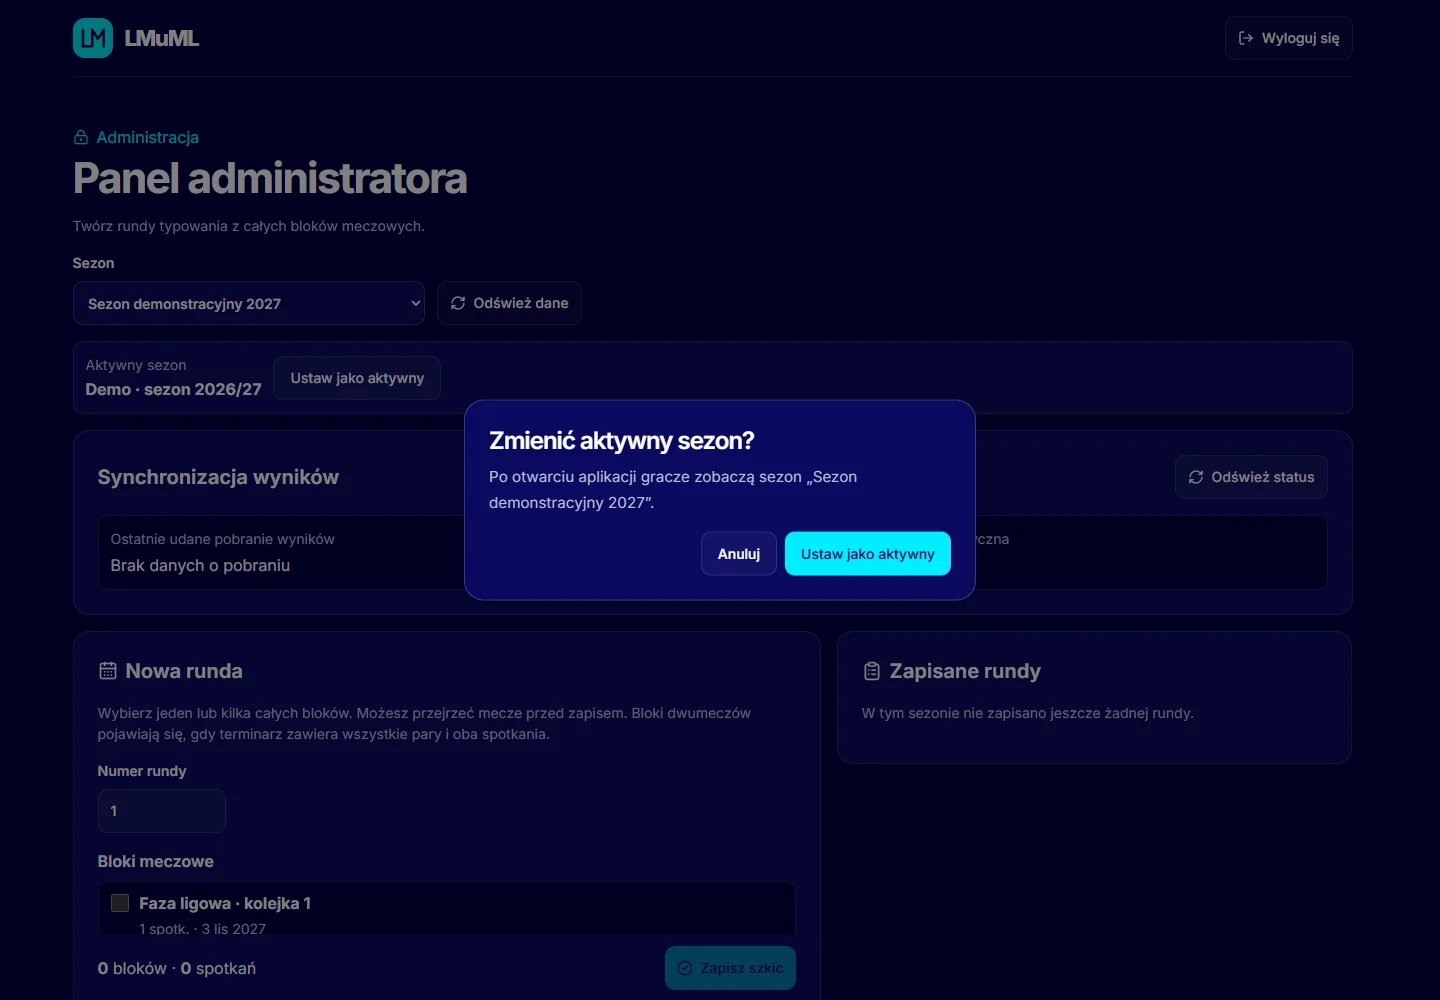 LM LMuML
Wyloguj się
Administracja
Panel administratora
Twórz rundy typowania z całych bloków meczowych.
Sezon
Sezon demonstracyjny 2027
Odśwież dane
Aktywny sezon
Demo · sezon 2026/27
Ustaw jako aktywny
Zmienić aktywny sezon?
Po otwarciu aplikacji gracze zobaczą sezon „Sezon
demonstracyjny 2027”.
Anuluj
Ustaw jako aktywny
Synchronizacja wyników
Odśwież status
Ostatnie udane pobranie wyników
Brak danych o pobraniu
Nowa runda
Wybierz jeden lub kilka całych bloków. Możesz przejrzeć mecze przed zapisem. Bloki dwumeczów
pojawiają się, gdy terminarz zawiera wszystkie pary i oba spotkania.
Numer rundy
1
Bloki meczowe
Faza ligowa · kolejka 1
1 spotk. · 3 lis 2027
0 bloków · 0 spotkań
Zapisz szkic
Zapisane rundy
W tym sezonie nie zapisano jeszcze żadnej rundy.